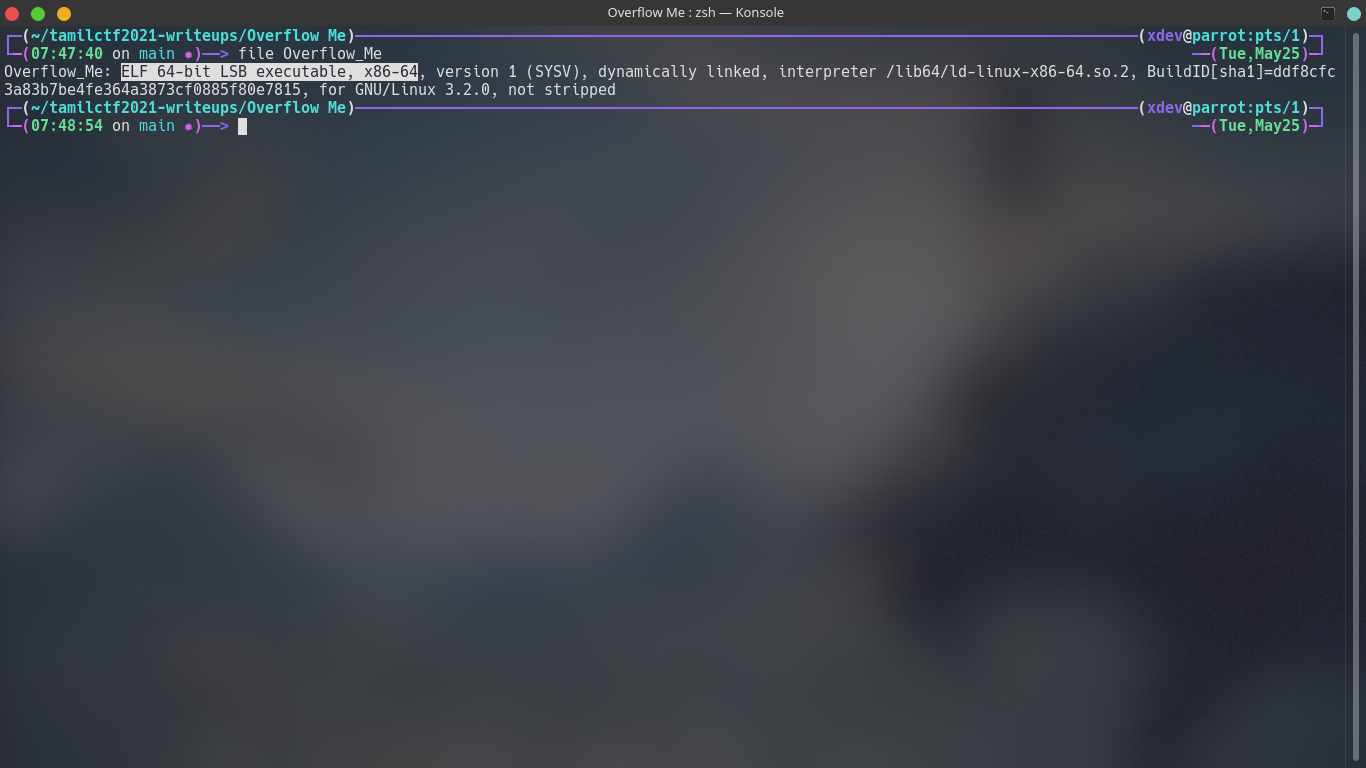 Overflow Me : zsh — Konsole
(~/tamilctf2021-writeups/Overflow Me) (xdev@parrot:pts/1)
(07:47:40 on main ✹)──> file Overflow_Me ──(Tue,May25)
Overflow_Me: ELF 64-bit LSB executable, x86-64, version 1 (SYSV), dynamically linked, interpreter /lib64/ld-linux-x86-64.so.2, BuildID[sha1]=ddf8cfc
3a83b7be4fe364a3873cf0885f80e7815, for GNU/Linux 3.2.0, not stripped
(~/tamilctf2021-writeups/Overflow Me) (xdev@parrot:pts/1)
(07:48:54 on main ✹)──> ──(Tue,May25)